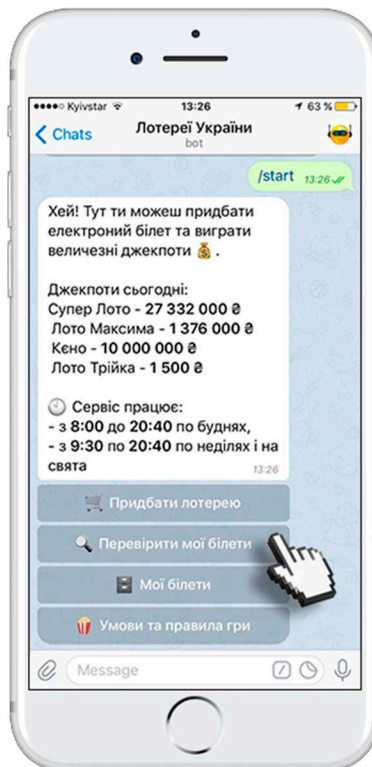 Kyivstar 13:26 63 %
Chats Лотереї України
bot
/start 13:26
Хей! Тут ти можеш придбати
електроний білет та виграти
величезні джекпоти 💰 .
Джекпоти сьогодні:
Супер Лото - 27 332 000 ₴
Лото Максима - 1 376 000 ₴
Кєно - 10 000 000 ₴
Лото Трійка - 1 500 ₴
🕙 Сервіс працює:
- з 8:00 до 20:40 по буднях,
- з 9:30 по 20:40 по неділях і на
свята 13:26
🛒 Придбати лотерею
🔍 Перевірити мої білети
🗄 Мої білети
🍿 Умови та правила гри
Message